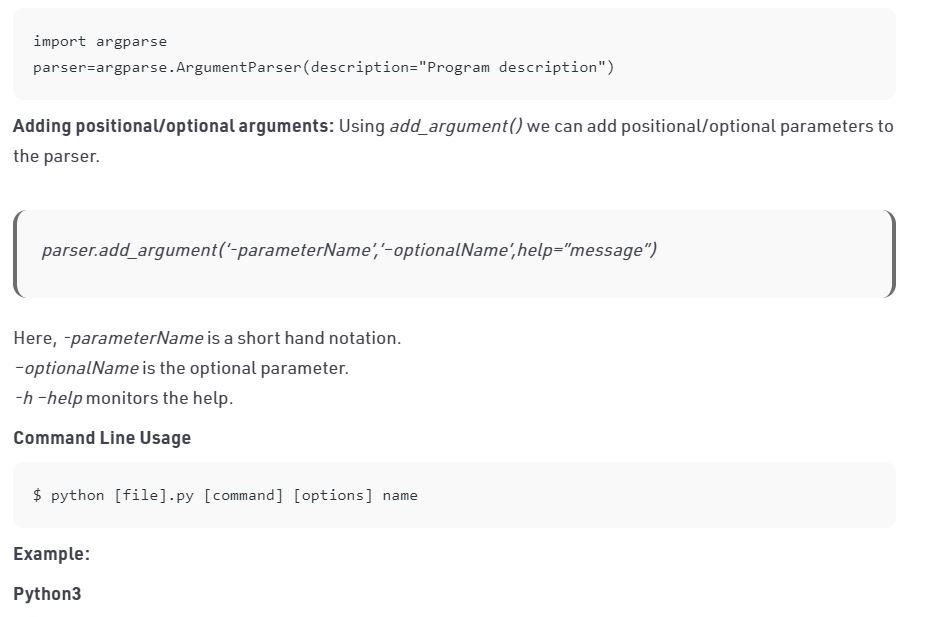 import argparse
parser=argparse.ArgumentParser(description="Program description")
Adding positional/optional arguments: Using add_argument() we can add positional/optional parameters to
the parser.
parser.add_argument(‘-parameterName’,’–optionalName’,help=”message”)
Here, -parameterName is a short hand notation.
–optionalName is the optional parameter.
-h –help monitors the help.
Command Line Usage
$ python [file].py [command] [options] name
Example:
Python3